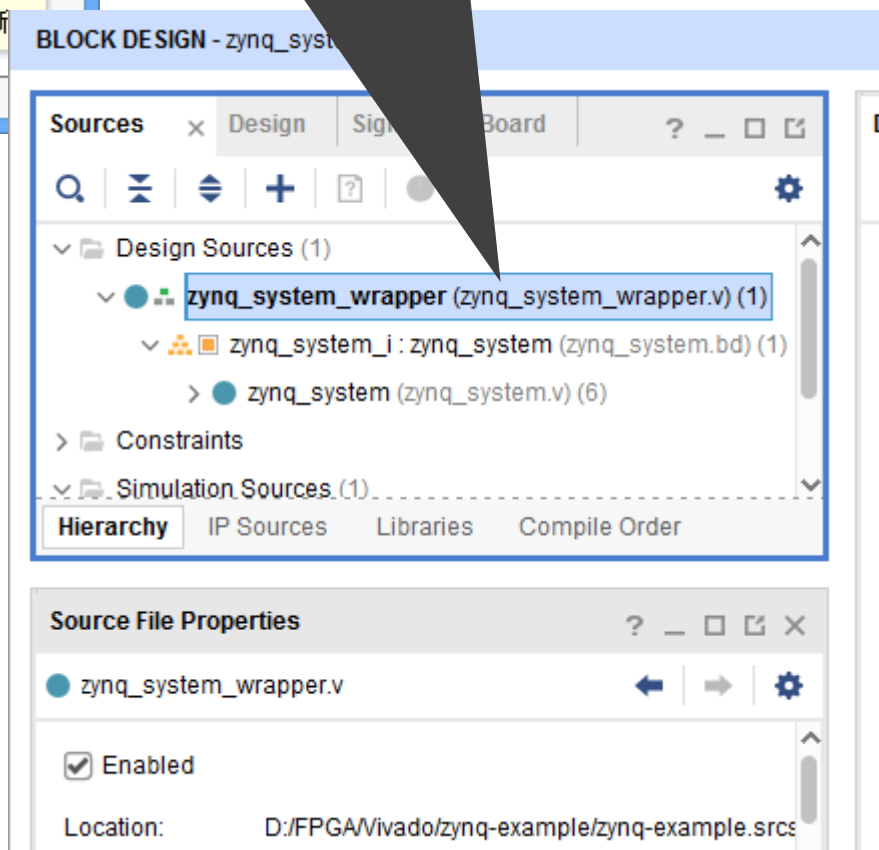 BLOCK DESIGN - zynq_syst
Sources Design Sig Board
Design Sources (1)
zynq_system_wrapper (zynq_system_wrapper.v) (1)
zynq_system_i : zynq_system (zynq_system.bd) (1)
zynq_system (zynq_system.v) (6)
Constraints
Simulation Sources (1)
Hierarchy IP Sources Libraries Compile Order
Source File Properties
zynq_system_wrapper.v
Enabled
Location: D:/FPGA/Vivado/zynq-example/zynq-example.srcs